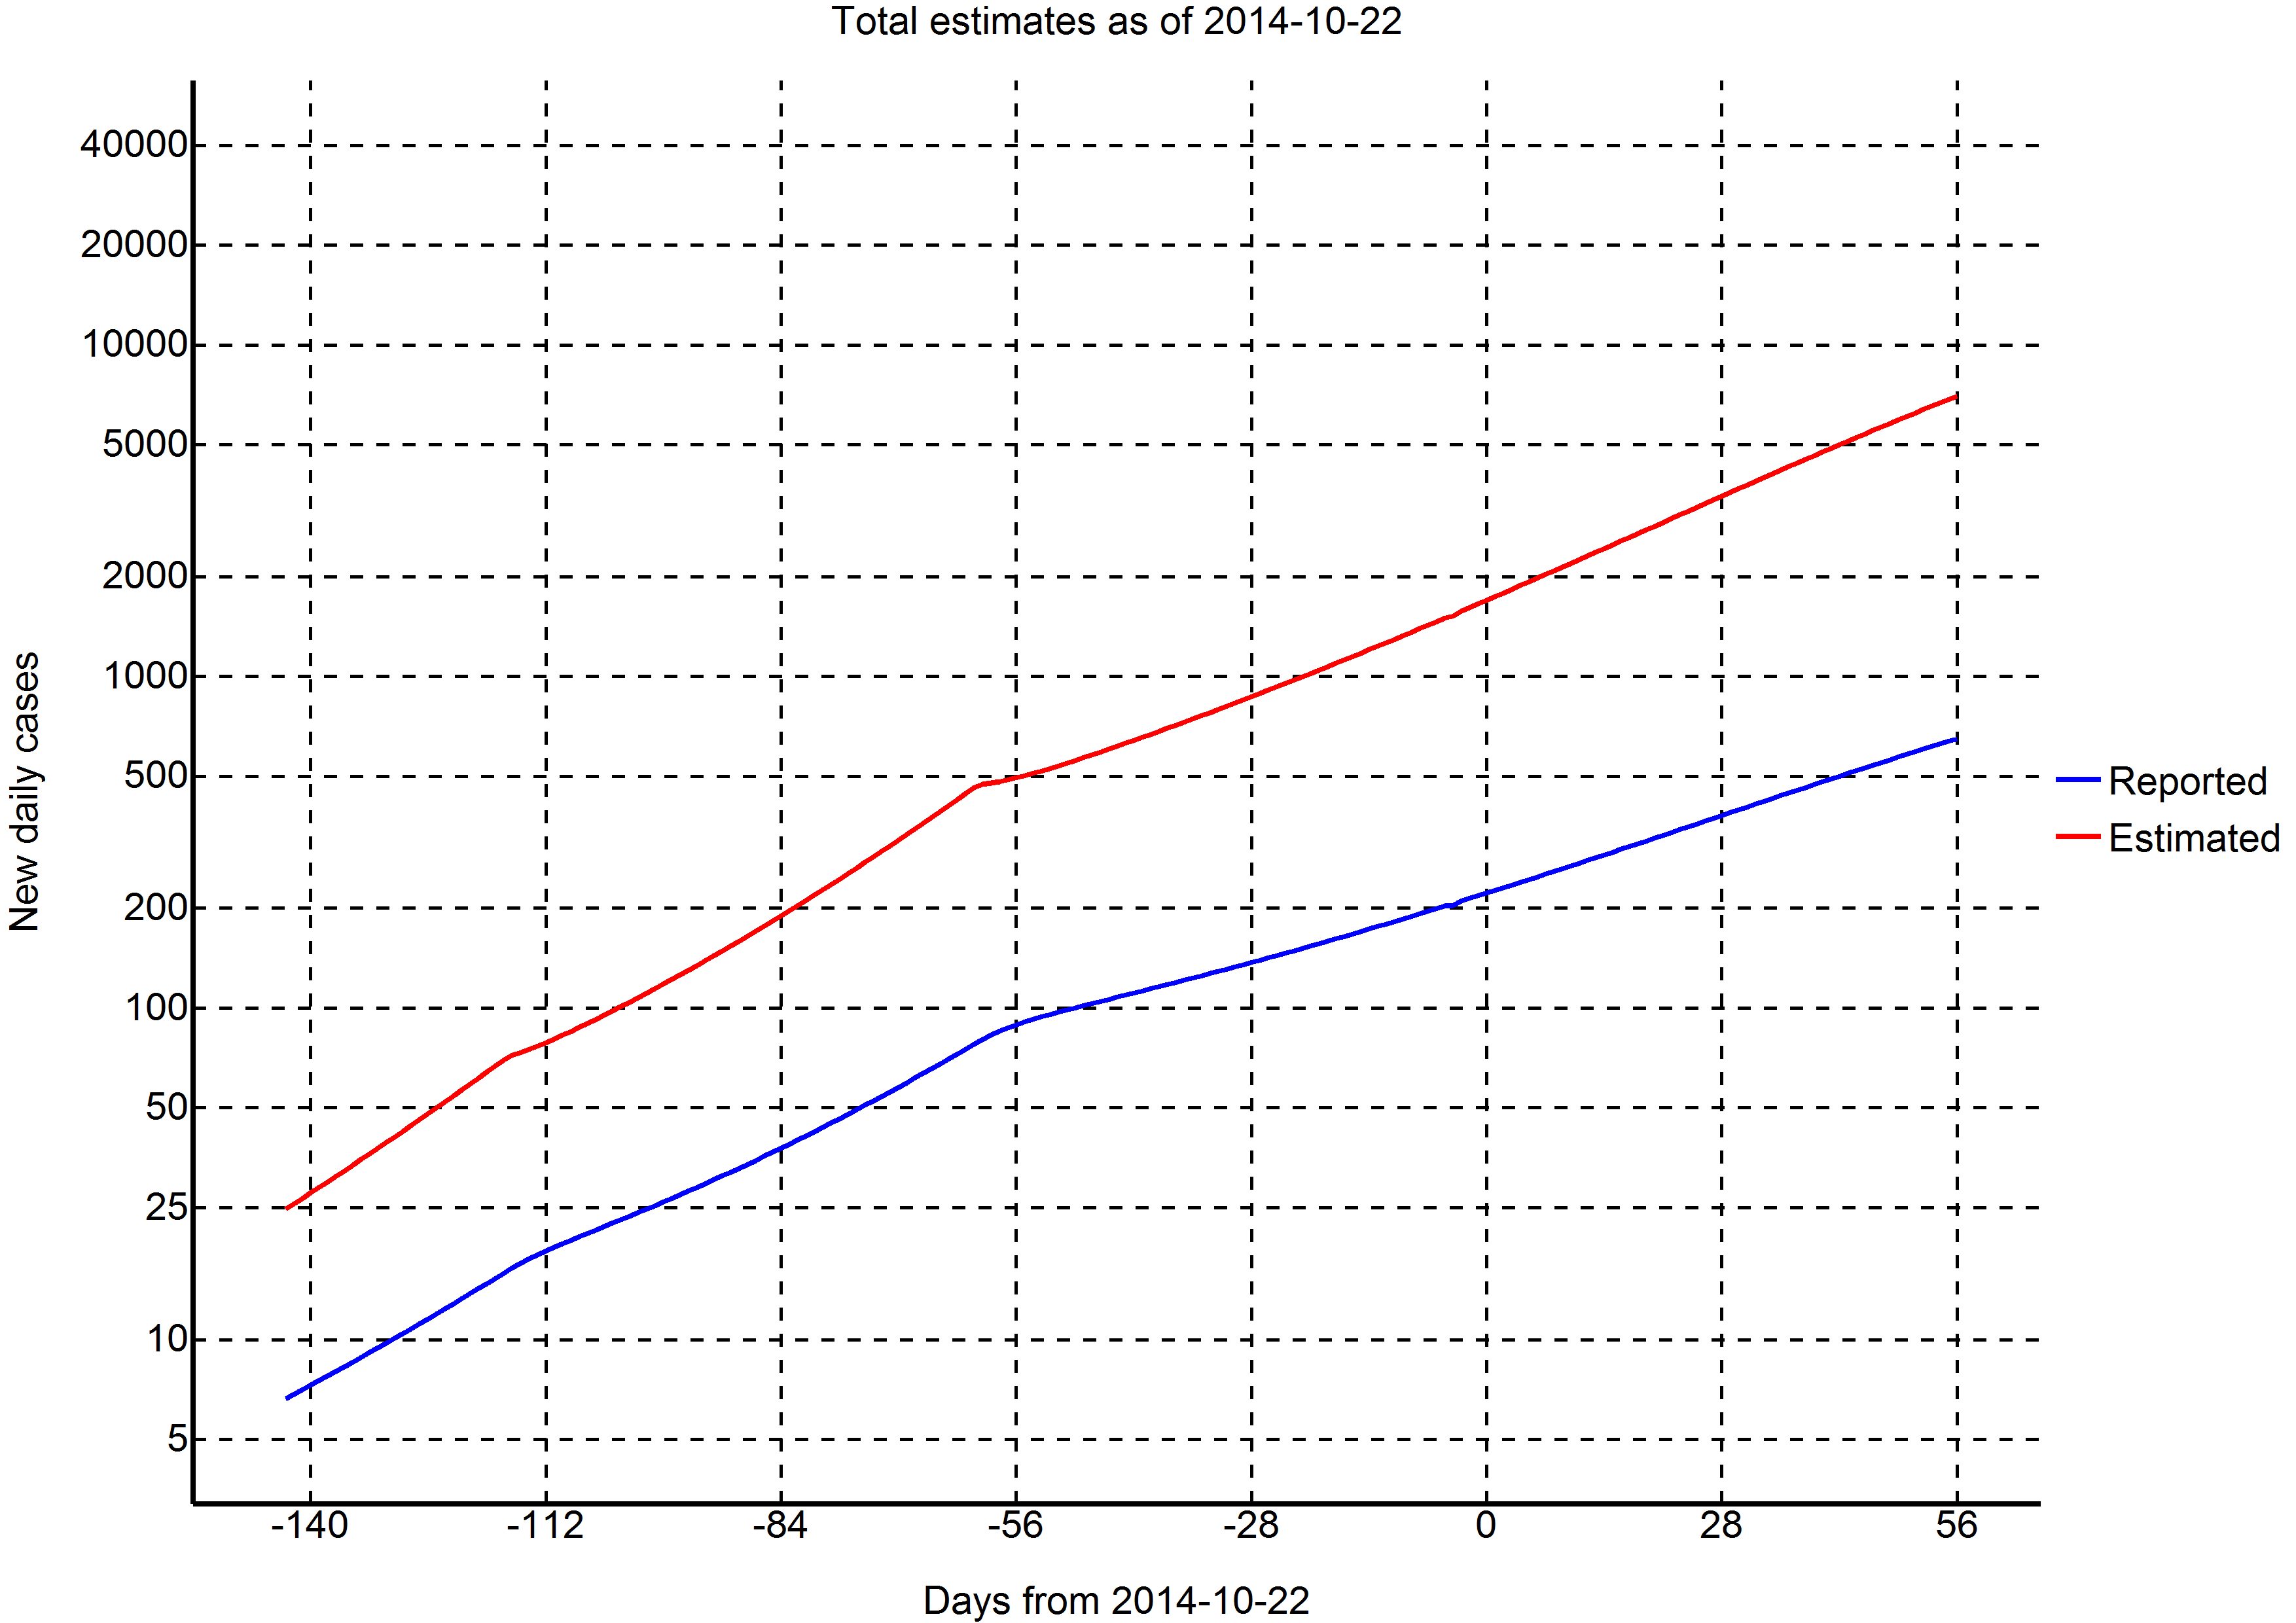 Total estimates as of 2014-10-22
40000
20000
10000
5000
2000
1000
500
200
100
50
25
10
5
New daily cases
Reported
Estimated
-140 -112 -84 -56 -28 0 28 56
Days from 2014-10-22